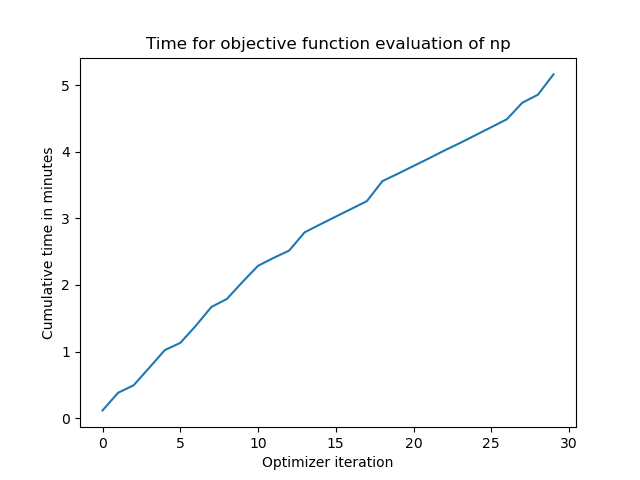 Time for objective function evaluation of np
Cumulative time in minutes
5
4
3
2
1
0
0 5 10 15 20 25 30
Optimizer iteration